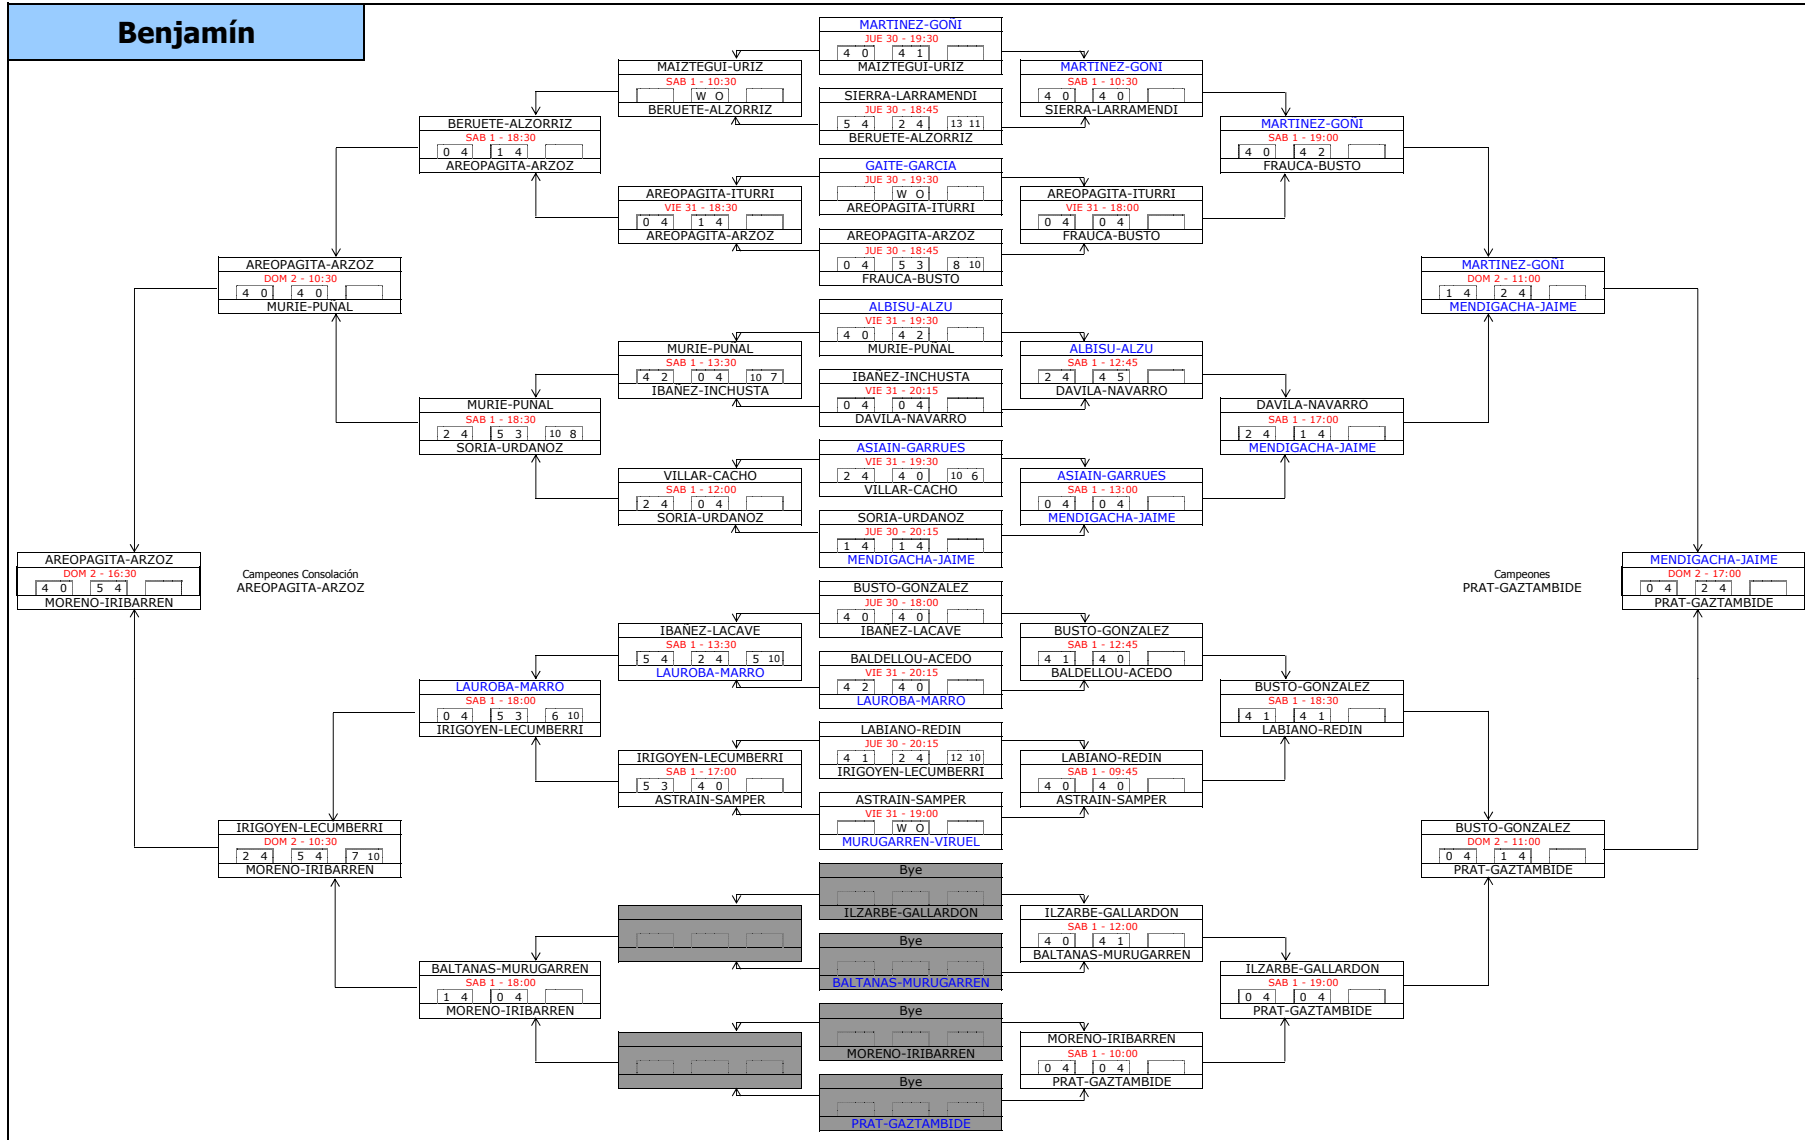 Benjamín
MARTINEZ-GOÑI
JUE 30 - 19:30
4 0 4 1
MAIZTEGUI-URIZ
SIERRA-LARRAMENDI
JUE 30 - 18:45
5 4 2 4 13 11
BERUETE-ALZORRIZ
GAITE-GARCIA
JUE 30 - 19:30
W O
AREOPAGITA-ITURRI
AREOPAGITA-ARZOZ
JUE 30 - 18:45
0 4 5 3 8 10
FRAUCA-BUSTO
ALBISU-ALZU
VIE 31 - 19:30
4 0 4 2
MURIE-PUÑAL
IBAÑEZ-INCHUSTA
VIE 31 - 20:15
0 4 0 4
DAVILA-NAVARRO
ASIAIN-GARRUES
VIE 31 - 19:30
2 4 4 0 10 6
VILLAR-CACHO
SORIA-URDANOZ
JUE 30 - 20:15
1 4 1 4
MENDIGACHA-JAIME
BUSTO-GONZALEZ
JUE 30 - 18:00
4 0 4 0
IBAÑEZ-LACAVE
BALDELLOU-ACEDO
VIE 31 - 20:15
4 2 4 0
LAUROBA-MARRO
LABIANO-REDIN
JUE 30 - 20:15
4 1 2 4 12 10
IRIGOYEN-LECUMBERRI
ASTRAIN-SAMPER
VIE 31 - 19:00
W O
MURUGARREN-VIRUEL
Bye
ILZARBE-GALLARDON
Bye
BALTANAS-MURUGARREN
Bye
MORENO-IRIBARREN
Bye
PRAT-GAZTAMBIDE
MAIZTEGUI-URIZ
SAB 1 - 10:30
W O
BERUETE-ALZORRIZ
AREOPAGITA-ITURRI
VIE 31 - 18:30
0 4 1 4
AREOPAGITA-ARZOZ
MURIE-PUÑAL
SAB 1 - 13:30
4 2 0 4 10 7
IBAÑEZ-INCHUSTA
VILLAR-CACHO
SAB 1 - 12:00
2 4 0 4
SORIA-URDANOZ
IBAÑEZ-LACAVE
SAB 1 - 13:30
5 4 2 4 5 10
LAUROBA-MARRO
IRIGOYEN-LECUMBERRI
SAB 1 - 17:00
5 3 4 0
ASTRAIN-SAMPER
BERUETE-ALZORRIZ
SAB 1 - 18:30
0 4 1 4
AREOPAGITA-ARZOZ
MURIE-PUÑAL
SAB 1 - 18:30
2 4 5 3 10 8
SORIA-URDANOZ
LAUROBA-MARRO
SAB 1 - 18:00
0 4 5 3 6 10
IRIGOYEN-LECUMBERRI
BALTANAS-MURUGARREN
SAB 1 - 18:00
1 4 0 4
MORENO-IRIBARREN
AREOPAGITA-ARZOZ
DOM 2 - 10:30
4 0 4 0
MURIE-PUÑAL
IRIGOYEN-LECUMBERRI
DOM 2 - 10:30
2 4 5 4 7 10
MORENO-IRIBARREN
AREOPAGITA-ARZOZ
DOM 2 - 16:30
4 0 5 4
MORENO-IRIBARREN
Campeones Consolación
AREOPAGITA-ARZOZ
MARTINEZ-GOÑI
SAB 1 - 10:30
4 0 4 0
SIERRA-LARRAMENDI
AREOPAGITA-ITURRI
VIE 31 - 18:00
0 4 0 4
FRAUCA-BUSTO
ALBISU-ALZU
SAB 1 - 12:45
2 4 4 5
DAVILA-NAVARRO
ASIAIN-GARRUES
SAB 1 - 13:00
0 4 0 4
MENDIGACHA-JAIME
BUSTO-GONZALEZ
SAB 1 - 12:45
4 1 4 0
BALDELLOU-ACEDO
LABIANO-REDIN
SAB 1 - 09:45
4 0 4 0
ASTRAIN-SAMPER
ILZARBE-GALLARDON
SAB 1 - 12:00
4 0 4 1
BALTANAS-MURUGARREN
MORENO-IRIBARREN
SAB 1 - 10:00
0 4 0 4
PRAT-GAZTAMBIDE
MARTINEZ-GOÑI
SAB 1 - 19:00
4 0 4 2
FRAUCA-BUSTO
DAVILA-NAVARRO
SAB 1 - 17:00
2 4 1 4
MENDIGACHA-JAIME
BUSTO-GONZALEZ
SAB 1 - 18:30
4 1 4 1
LABIANO-REDIN
ILZARBE-GALLARDON
SAB 1 - 19:00
0 4 0 4
PRAT-GAZTAMBIDE
MARTINEZ-GOÑI
DOM 2 - 11:00
1 4 2 4
MENDIGACHA-JAIME
BUSTO-GONZALEZ
DOM 2 - 11:00
0 4 1 4
PRAT-GAZTAMBIDE
Campeones
PRAT-GAZTAMBIDE
MENDIGACHA-JAIME
DOM 2 - 17:00
0 4 2 4
PRAT-GAZTAMBIDE